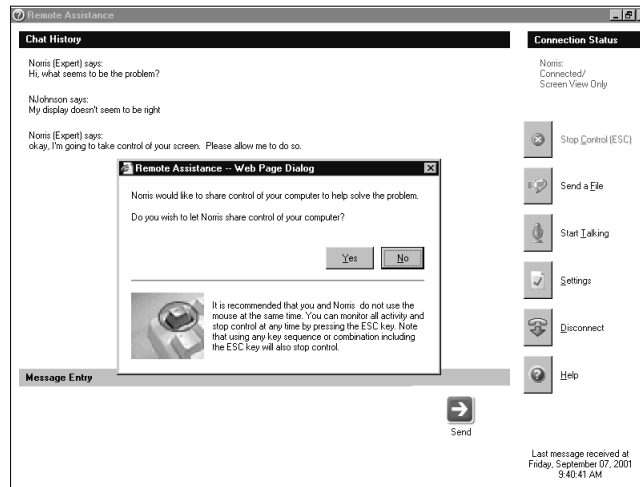 Remote Assistance
Chat History
Norris (Expert) says:
Hi, what seems to be the problem?
NJohnson says:
My display doesn't seem to be right
Norris (Expert) says:
okay, I'm going to take control of your screen. Please allow me to do so.
Remote Assistance -- Web Page Dialog
Norris would like to share control of your computer to help solve the problem.
Do you wish to let Norris share control of your computer?
Yes
No
It is recommended that you and Norris do not use the
mouse at the same time. You can monitor all activity and
stop control at any time by pressing the ESC key. Note
that using any key sequence or combination including
the ESC key will also stop control.
Message Entry
Send
Connection Status
Norris:
Connected/
Screen View Only
Stop Control (ESC)
Send a File
Start Talking
Settings
Disconnect
Help
Last message received at
Friday, September 07, 2001
9:40:41 AM